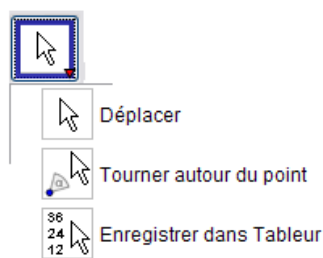 Déplacer
Tourner autour du point
36
24
12
Enregistrer dans Tableur